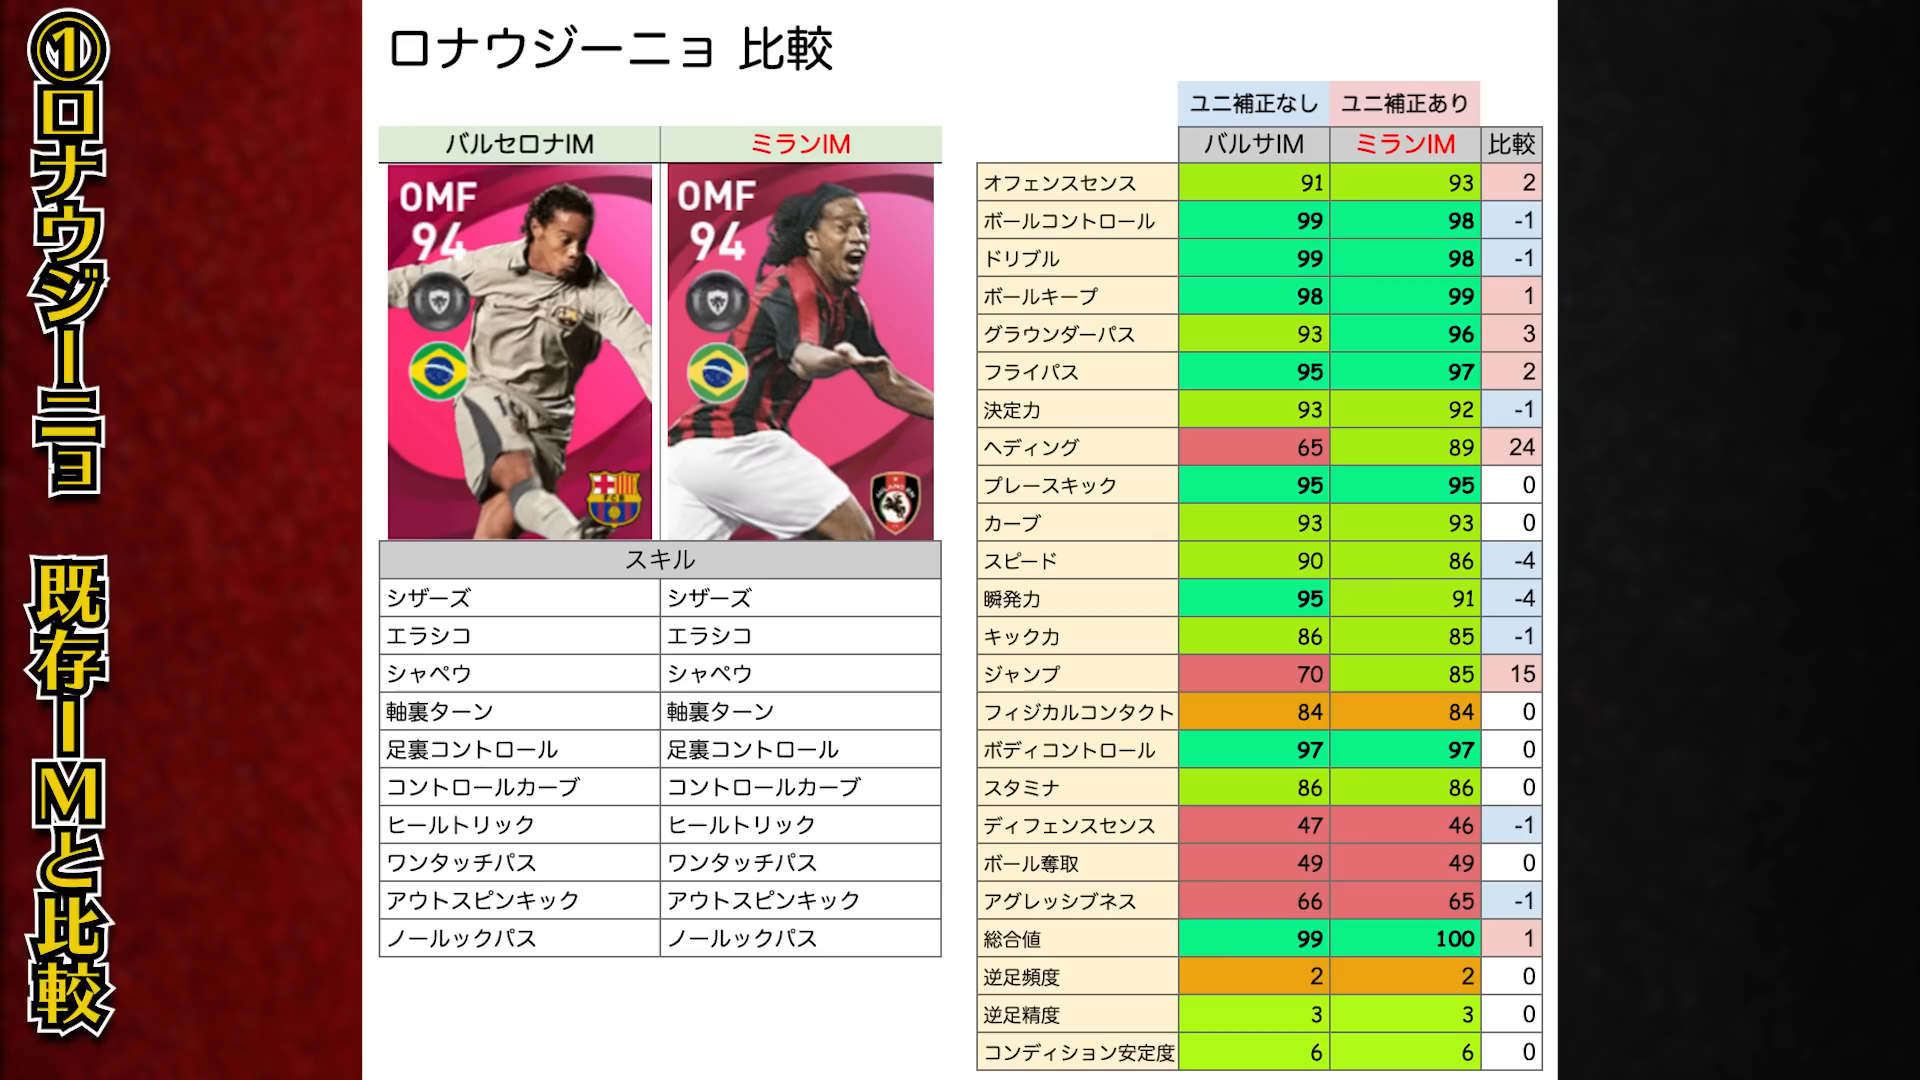 ①ロナウジーニョ 既存IMと比較
ロナウジーニョ 比較
バルセロナIM ミランIM
OMF
94
OMF
94
スキル
シザーズ シザーズ
エラシコ エラシコ
シャペウ シャペウ
軸裏ターン 軸裏ターン
足裏コントロール 足裏コントロール
コントロールカーブ コントロールカーブ
ヒールトリック ヒールトリック
ワンタッチパス ワンタッチパス
アウトスピンキック アウトスピンキック
ノールックパス ノールックパス
ユニ補正なし ユニ補正あり
バルサIM ミランIM 比較
オフェンスセンス 91 93 2
ボールコントロール 99 98 -1
ドリブル 99 98 -1
ボールキープ 98 99 1
グラウンダーパス 93 96 3
フライパス 95 97 2
決定力 93 92 -1
ヘディング 65 89 24
プレースキック 95 95 0
カーブ 93 93 0
スピード 90 86 -4
瞬発力 95 91 -4
キック力 86 85 -1
ジャンプ 70 85 15
フィジカルコンタクト 84 84 0
ボディコントロール 97 97 0
スタミナ 86 86 0
ディフェンスセンス 47 46 -1
ボール奪取 49 49 0
アグレッシブネス 66 65 -1
総合値 99 100 1
逆足頻度 2 2 0
逆足精度 3 3 0
コンディション安定度 6 6 0